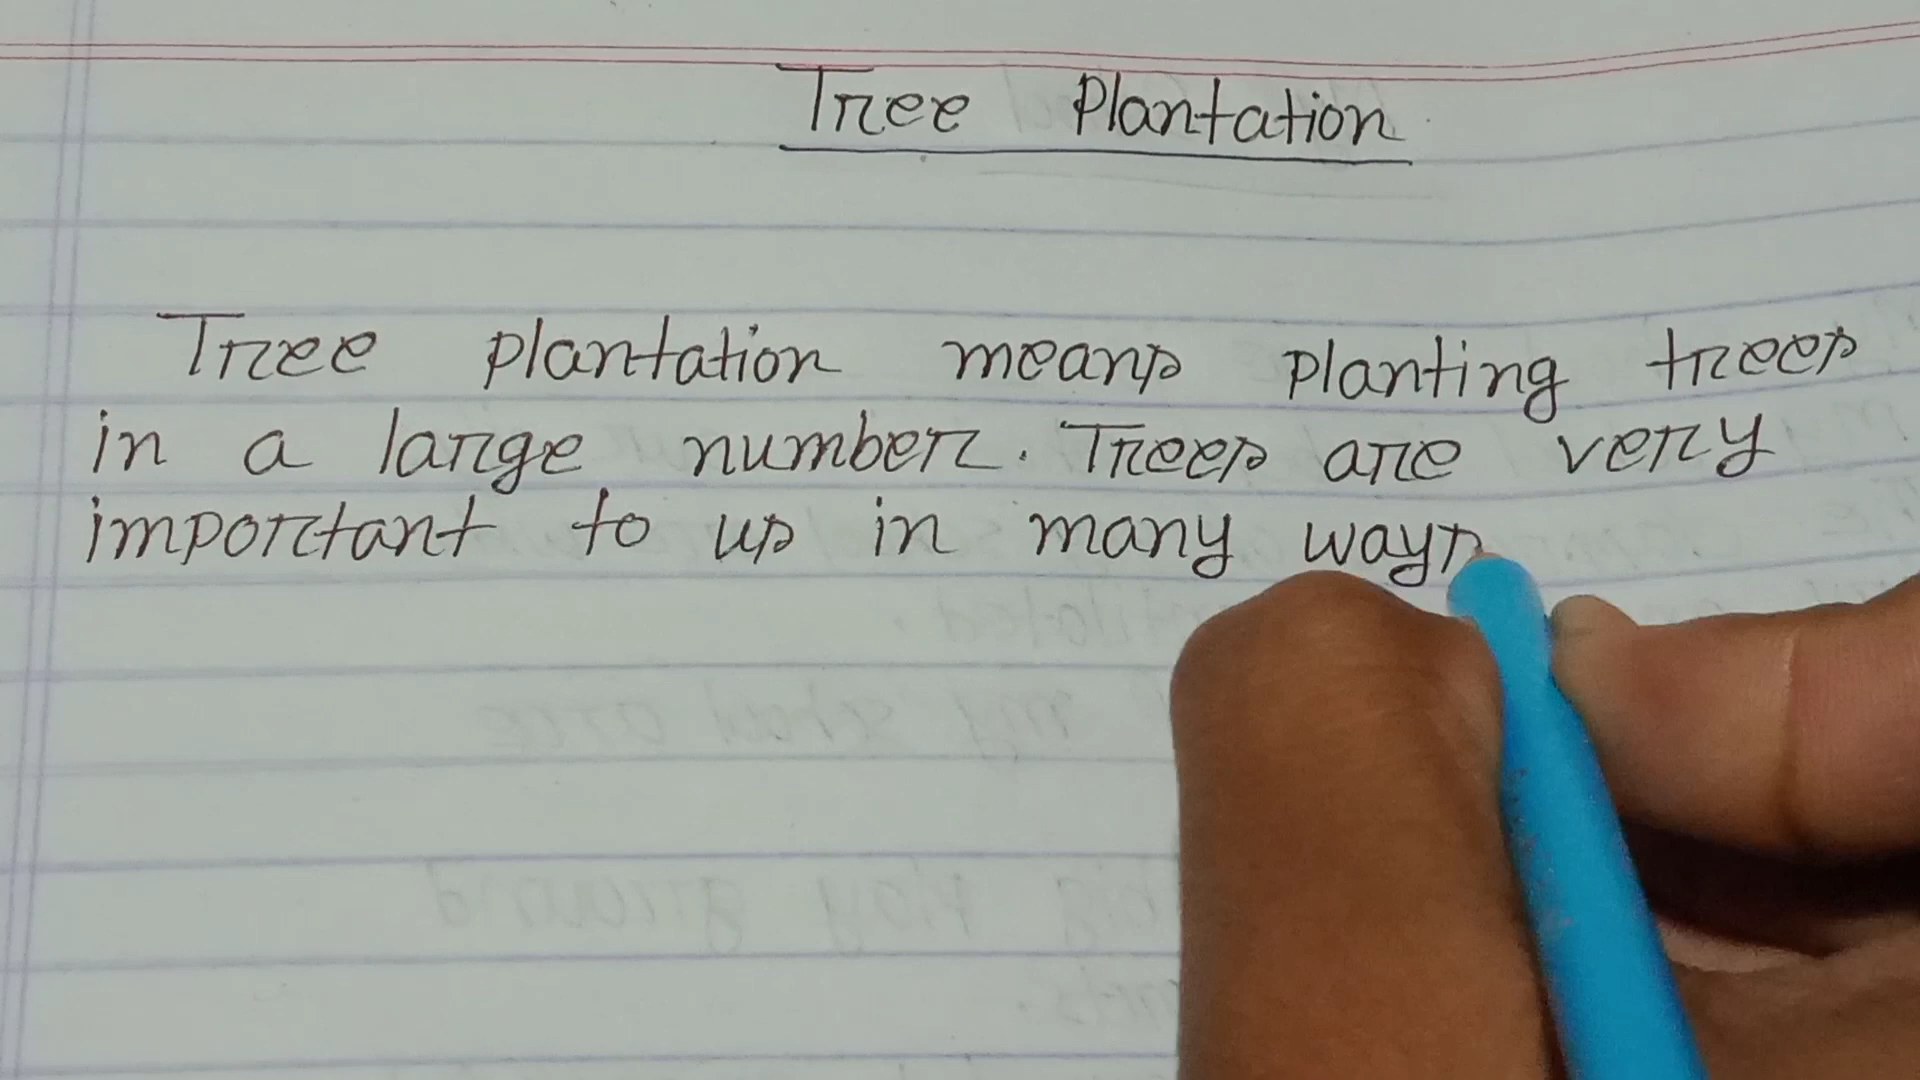 Tree Plantation
Tree plantation means planting trees
in a large number. Trees are very
important to us in many ways